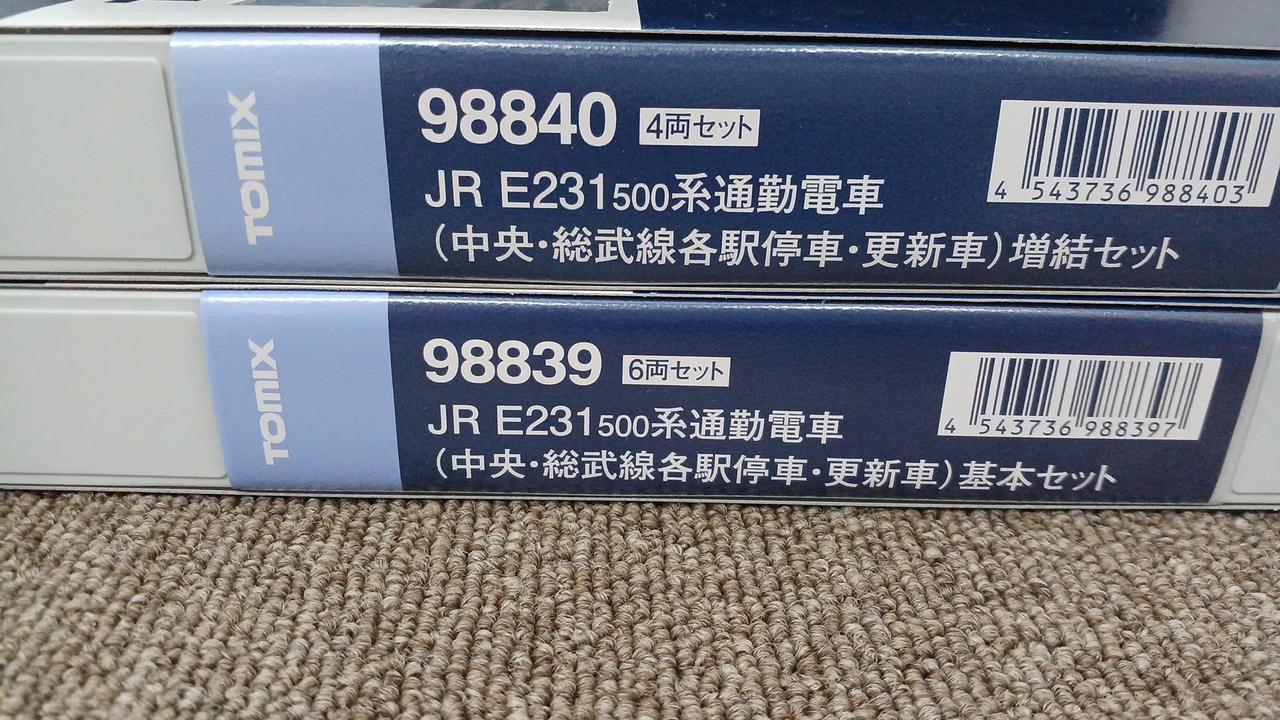 TOMIX
98840 4両セット
JR E231500系通勤電車
(中央・総武線各駅停車・更新車)増結セット
4 543736 988403
TOMIX
98839 6両セット
JR E231500系通勤電車
(中央・総武線各駅停車・更新車)基本セット
4 543736 988397